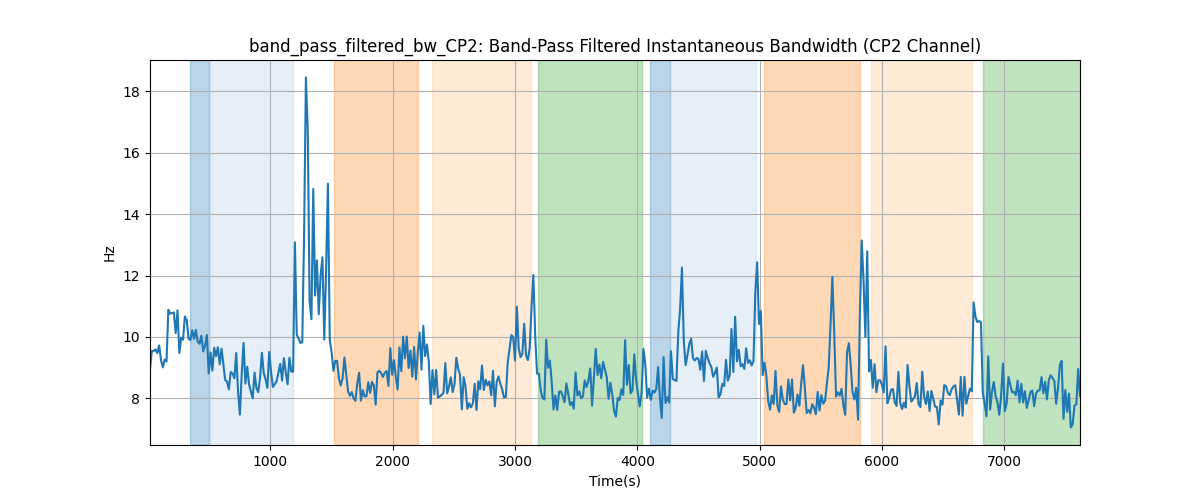 band_pass_filtered_bw_CP2: Band-Pass Filtered Instantaneous Bandwidth (CP2 Channel)
18
16
14
12
10
8
Hz
1000 2000 3000 4000 5000 6000 7000
Time(s)